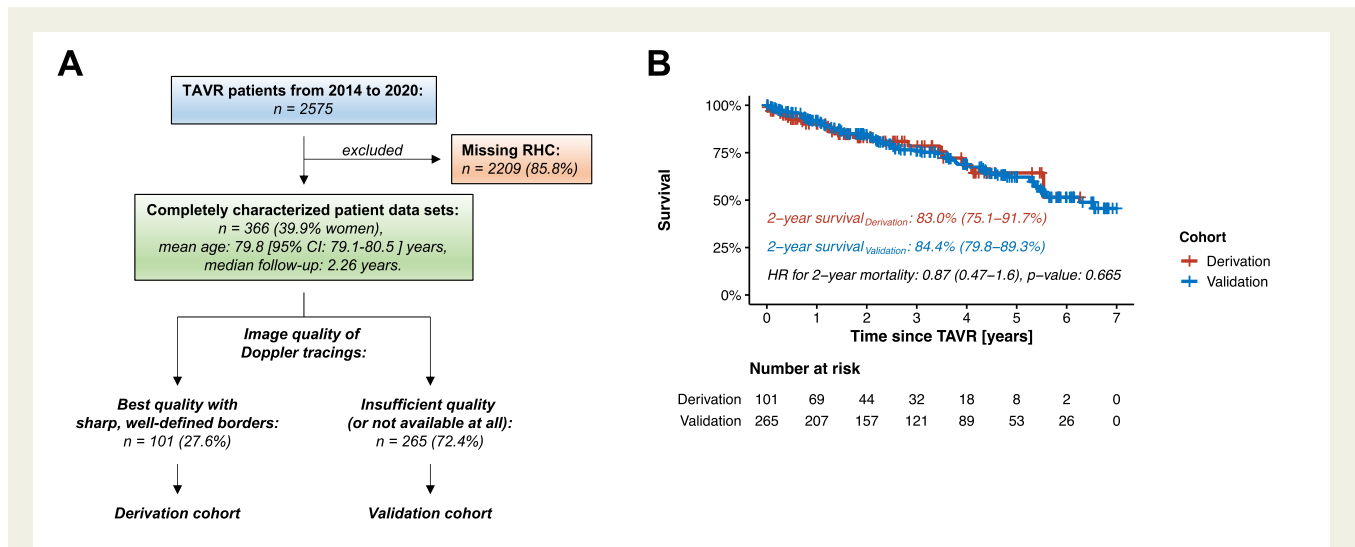 A
TAVR patients from 2014 to 2020:
n = 2575
excluded
Missing RHC:
n = 2209 (85.8%)
Completely characterized patient data sets:
n = 366 (39.9% women),
mean age: 79.8 [95% CI: 79.1-80.5 ] years,
median follow-up: 2.26 years.
Image quality of
Doppler tracings:
Best quality with
sharp, well-defined borders:
n = 101 (27.6%)
Insufficient quality
(or not available at all):
n = 265 (72.4%)
Derivation cohort
Validation cohort
B
Survival
100%
75%
50%
25%
0%
2−year survival Derivation: 83.0% (75.1−91.7%)
2−year survival Validation: 84.4% (79.8−89.3%)
HR for 2−year mortality: 0.87 (0.47−1.6), p−value: 0.665
0 1 2 3 4 5 6 7
Time since TAVR [years]
Cohort
Derivation
Validation
Number at risk
Derivation 101 69 44 32 18 8 2 0
Validation 265 207 157 121 89 53 26 0